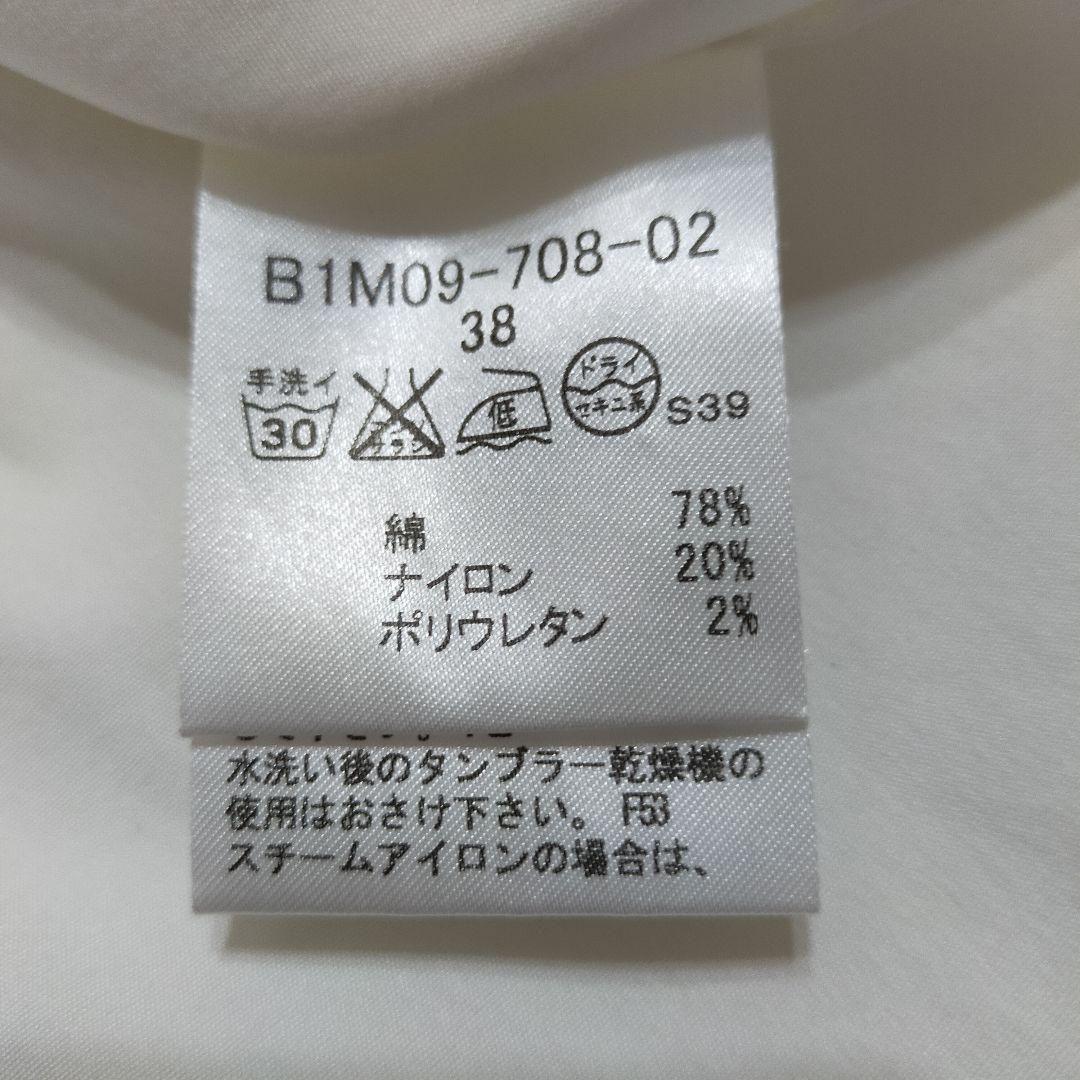 B1M09-708-02
38
手洗イ 30 低 ドライ セキユ系 S39
綿 78%
ナイロン 20%
ポリウレタン 2%
水洗い後のタンブラー乾燥機の
使用はおさけ下さい。 F53
スチームアイロンの場合は、